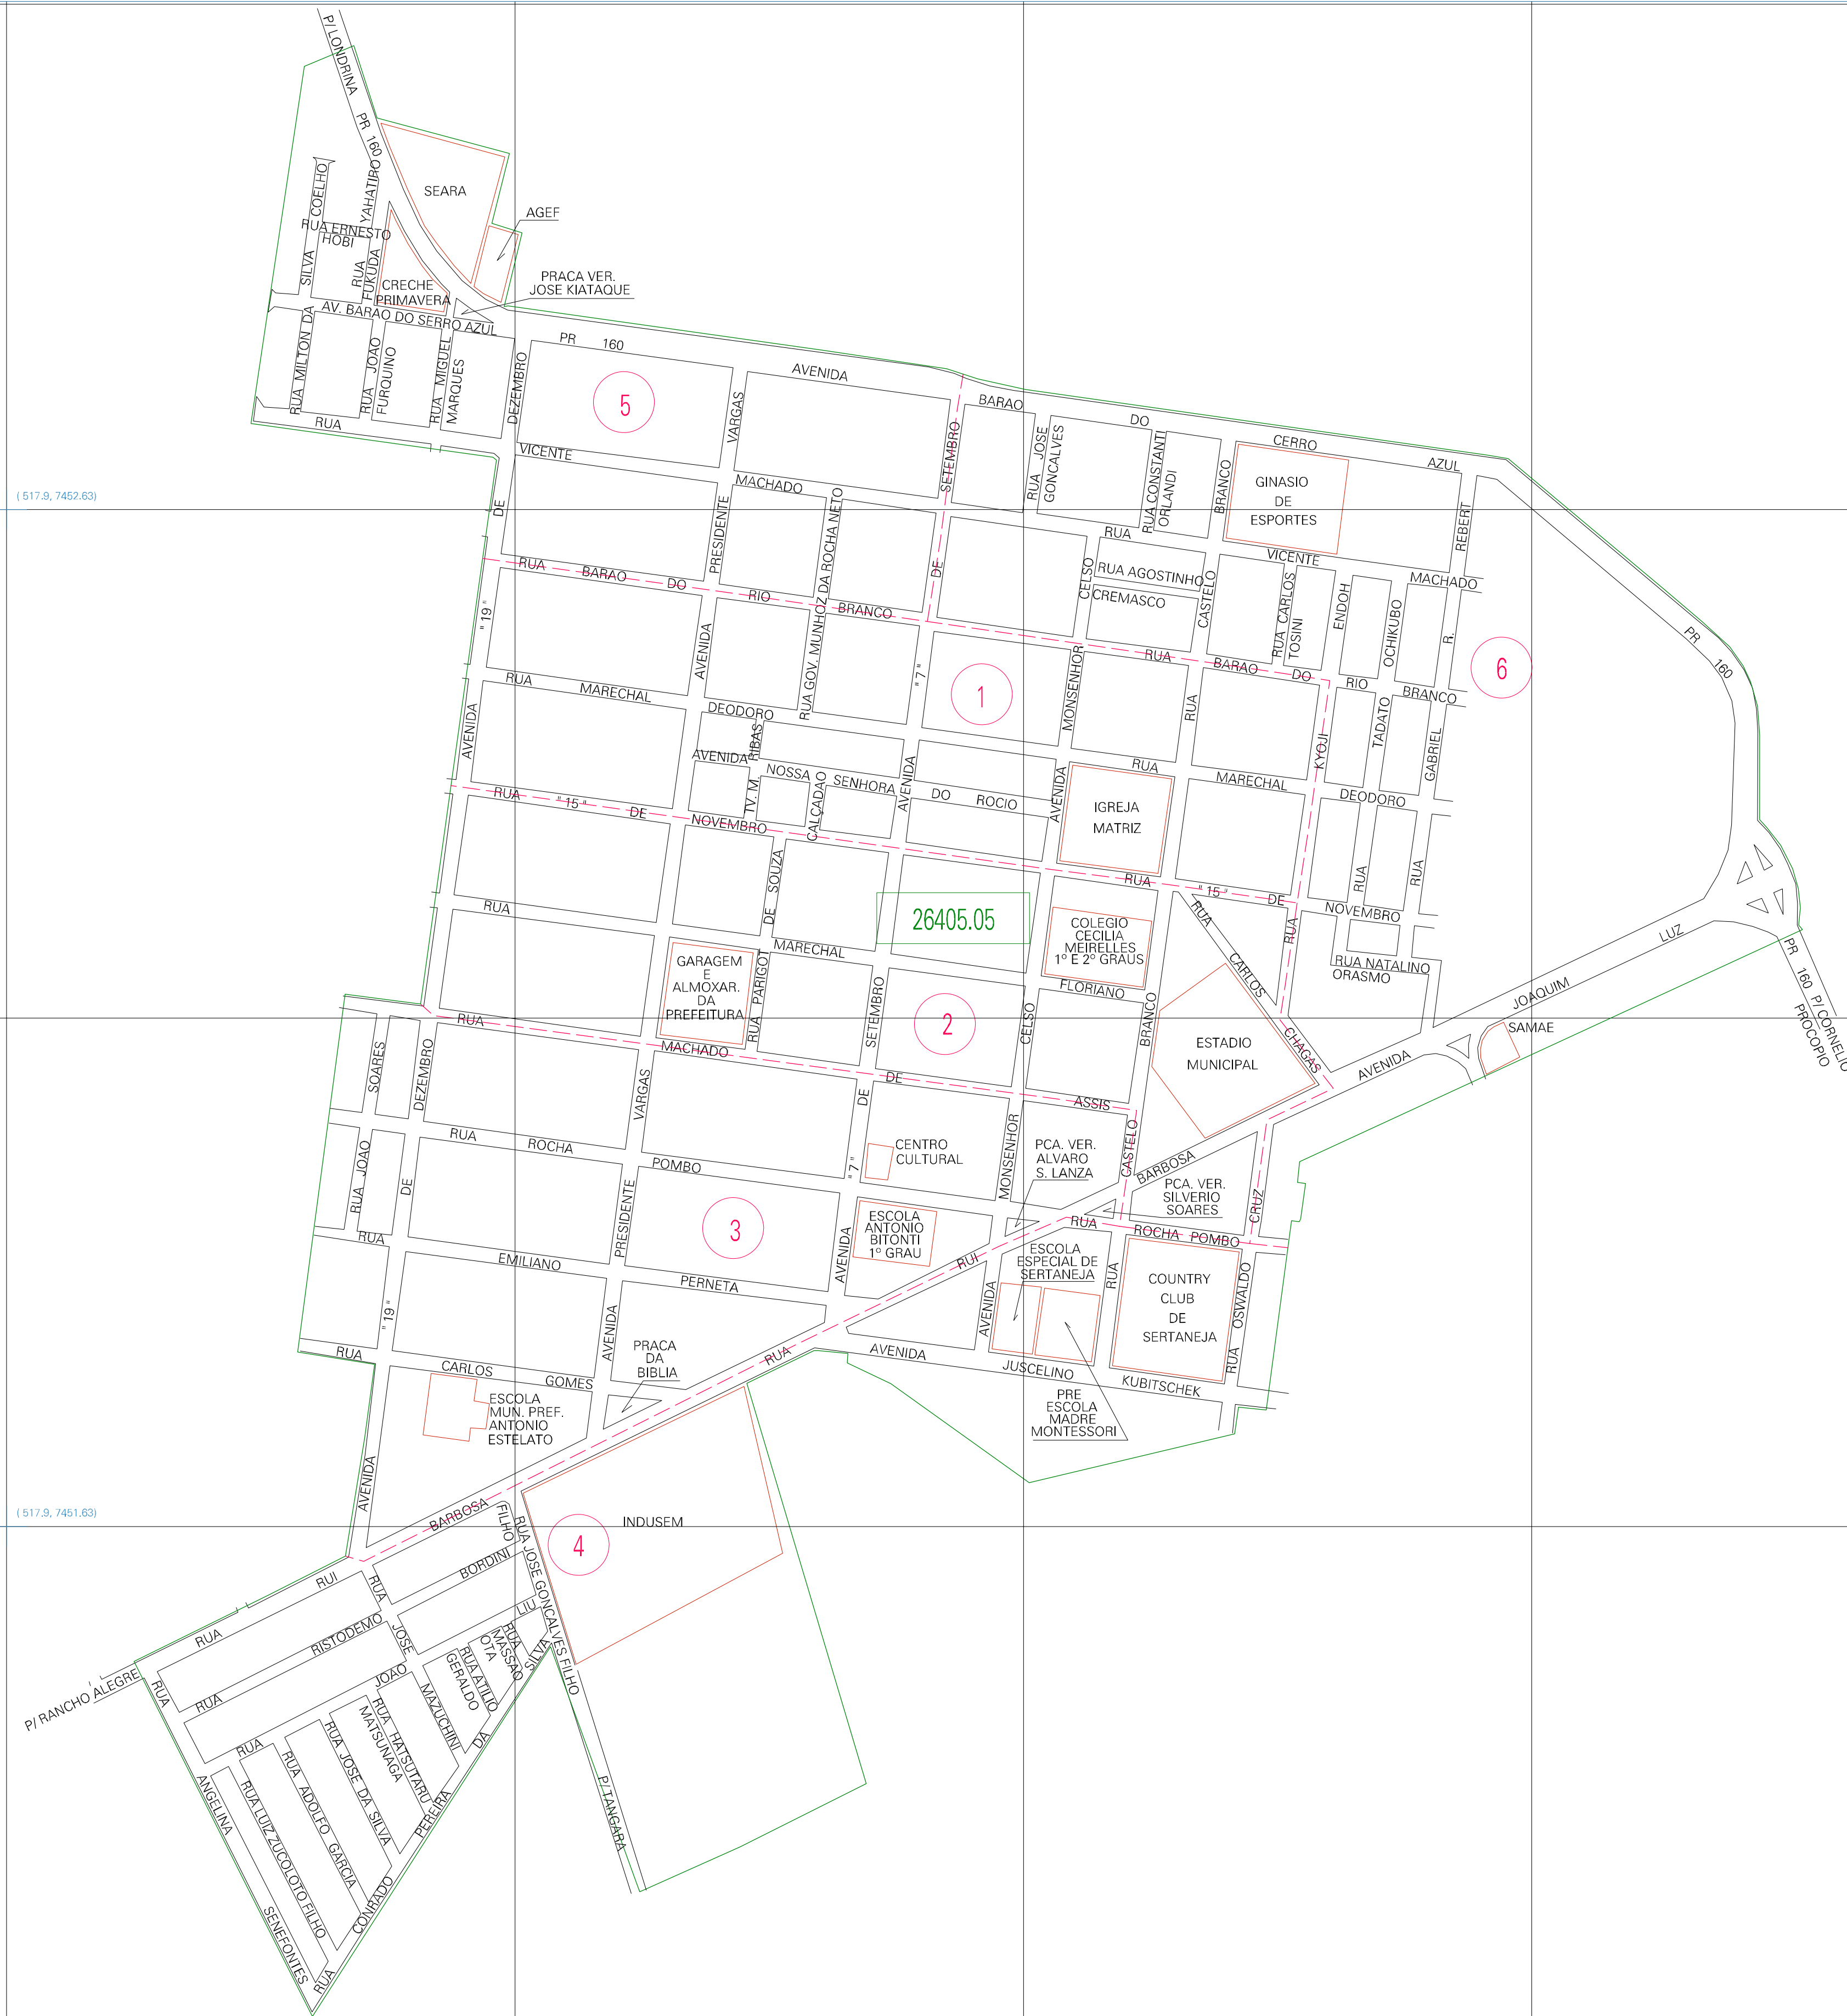 P/ LONDRINA
PR 160
SEARA
AGEF
PRACA VER.
JOSE KIATAQUE
RUA MILTON DA SILVA COELHO
RUA ERNESTO
HOBI
RUA YAHATIRO
FUKUDA
CRECHE
PRIMAVERA
AV. BARAO DO SERRO AZUL
RUA JOAO
FURQUINO
RUA MIGUEL
MARQUES
RUA VICENTE MACHADO
PR 160
AVENIDA BARAO DO CERRO AZUL
5
AVENIDA "19" DE DEZEMBRO
AVENIDA PRESIDENTE VARGAS
AVENIDA "7" DE SETEMBRO
RUA JOSE
GONCALVES
RUA CONSTANTI
ORLANDI
RUA CASTELO BRANCO
GINASIO
DE
ESPORTES
R. REBERT
( 517.9, 7452.63)
RUA VICENTE MACHADO
RUA GOV. MUNHOZ DA ROCHA NETO
RUA AGOSTINHO
CREMASCO
AVENIDA MONSENHOR CELSO
RUA CARLOS
TOSINI
RUA KYOJI ENDOH
RUA TADATO OCHIKUBO
RUA GABRIEL
RUA BARAO DO RIO BRANCO
RUA BARAO DO RIO BRANCO
1
6
PR 160
RUA MARECHAL DEODORO
RUA MARECHAL DEODORO
AVENIDA NOSSA SENHORA DO ROCIO
TV. M. RIBAS
CALÇADAO
IGREJA
MATRIZ
RUA "15" DE NOVEMBRO
RUA "15" DE NOVEMBRO
RUA PARIGOT DE SOUZA
26405.05
COLEGIO
CECILIA
MEIRELLES
1º E 2º GRAUS
RUA CARLOS CHAGAS
RUA NATALINO
ORASMO
RUA MARECHAL FLORIANO
GARAGEM
E
ALMOXAR.
DA
PREFEITURA
2
ESTADIO
MUNICIPAL
AVENIDA JOAQUIM LUZ
SAMAE
PR 160 P/ CORNELIO
PROCOPIO
RUA MACHADO DE ASSIS
RUA JOAO SOARES
AVENIDA "19" DE DEZEMBRO
AVENIDA PRESIDENTE VARGAS
AVENIDA "7" DE SETEMBRO
AVENIDA MONSENHOR CELSO
RUA CASTELO BRANCO
RUA ROCHA POMBO
CENTRO
CULTURAL
PCA. VER.
ALVARO
S. LANZA
BARBOSA
PCA. VER.
SILVERIO
SOARES
RUA OSWALDO CRUZ
3
ESCOLA
ANTONIO
BITONTI
1º GRAU
RUA ROCHA POMBO
ESCOLA
ESPECIAL DE
SERTANEJA
COUNTRY
CLUB
DE
SERTANEJA
RUA EMILIANO PERNETA
RUA RUI
PRACA
DA
BIBLIA
AVENIDA JUSCELINO KUBITSCHEK
PRE
ESCOLA
MADRE
MONTESSORI
RUA CARLOS GOMES
ESCOLA
MUN. PREF.
ANTONIO
ESTELATO
( 517.9, 7451.63)
RUA RUI BARBOSA
4
INDUSEM
RUA JOSE GONCALVES FILHO
P/ TANGARA
P/ RANCHO ALEGRE
RUA RISTODEMO BORDINI FILHO
RUA JOSE MAZUCHINI
RUA JOAO LIU
RUA ATILIO
GERALDO
RUA MASSAO
OTA
RUA HATSUTARU
MATSUNAGA
RUA JOSE DA SILVA
RUA ADOLFO GARCIA
RUA LUIZ ZUCOLOTO FILHO
RUA ANGELINA SENEFONTES
RUA CONRADO PEREIRA DA SILVA